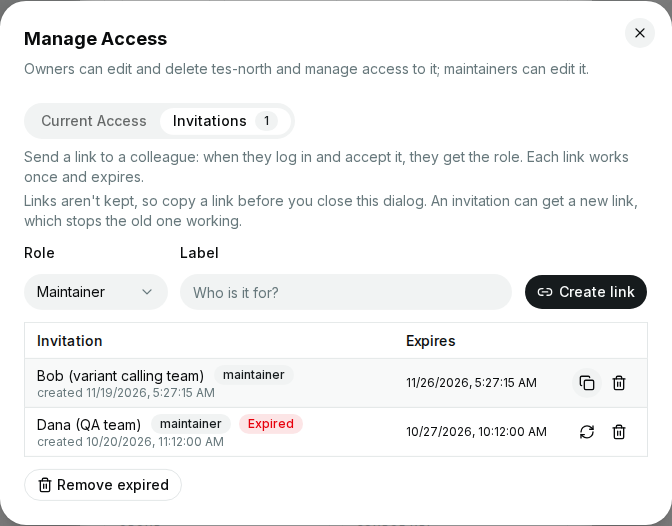 Manage Access
Owners can edit and delete tes-north and manage access to it; maintainers can edit it.
Current Access
Invitations 1
Send a link to a colleague: when they log in and accept it, they get the role. Each link works
once and expires.
Links aren't kept, so copy a link before you close this dialog. An invitation can get a new link,
which stops the old one working.
Role
Label
Maintainer
Who is it for?
Create link
Invitation
Expires
Bob (variant calling team) maintainer
created 11/19/2026, 5:27:15 AM
11/26/2026, 5:27:15 AM
Dana (QA team) maintainer Expired
created 10/20/2026, 11:12:00 AM
10/27/2026, 10:12:00 AM
Remove expired